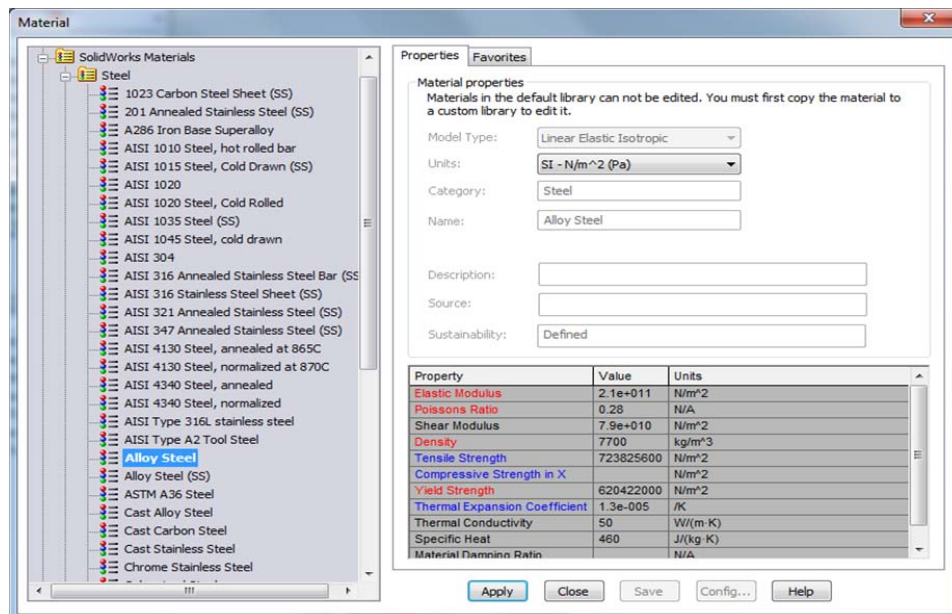 Material
SolidWorks Materials
Steel
1023 Carbon Steel Sheet (SS)
201 Annealed Stainless Steel (SS)
A286 Iron Base Superalloy
AISI 1010 Steel, hot rolled bar
AISI 1015 Steel, Cold Drawn (SS)
AISI 1020
AISI 1020 Steel, Cold Rolled
AISI 1035 Steel (SS)
AISI 1045 Steel, cold drawn
AISI 304
AISI 316 Annealed Stainless Steel Bar (SS
AISI 316 Stainless Steel Sheet (SS)
AISI 321 Annealed Stainless Steel (SS)
AISI 347 Annealed Stainless Steel (SS)
AISI 4130 Steel, annealed at 865C
AISI 4130 Steel, normalized at 870C
AISI 4340 Steel, annealed
AISI 4340 Steel, normalized
AISI Type 316L stainless steel
AISI Type A2 Tool Steel
Alloy Steel
Alloy Steel (SS)
ASTM A36 Steel
Cast Alloy Steel
Cast Carbon Steel
Cast Stainless Steel
Chrome Stainless Steel
Properties Favorites
Material properties
Materials in the default library can not be edited. You must first copy the material to
a custom library to edit it.
Model Type: Linear Elastic Isotropic
Units: SI - N/m^2 (Pa)
Category: Steel
Name: Alloy Steel
Description:
Source:
Sustainability: Defined
Property Value Units
Elastic Modulus 2.1e+011 N/m^2
Poissons Ratio 0.28 N/A
Shear Modulus 7.9e+010 N/m^2
Density 7700 kg/m^3
Tensile Strength 723825600 N/m^2
Compressive Strength in X N/m^2
Yield Strength 620422000 N/m^2
Thermal Expansion Coefficient 1.3e-005 /K
Thermal Conductivity 50 W/(m·K)
Specific Heat 460 J/(kg·K)
Material Damping Ratio N/A
Apply Close Save Config... Help